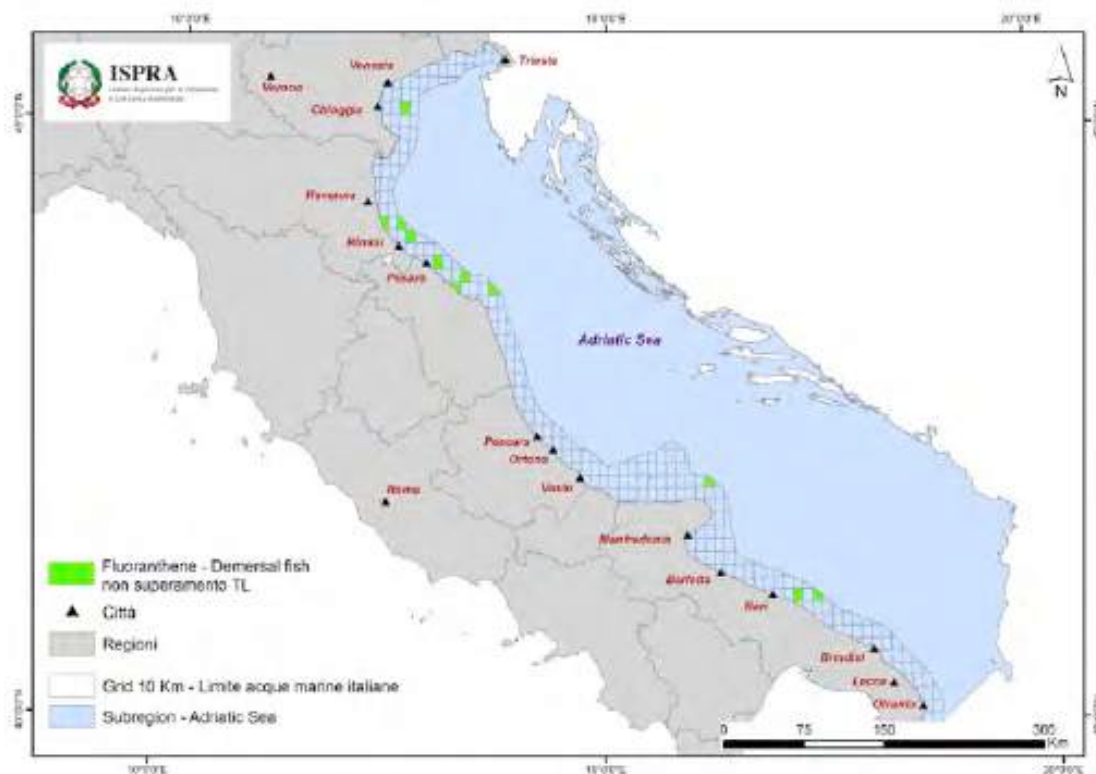 ISPRA
N
Trieste
Venezia
Verona
Chioggia
Ravenna
Rimini
Pesaro
Adriatic Sea
Pescara
Ortona
Vasto
Roma
Manfredonia
Barletta
Bari
Brindisi
Lecce
Otranto
Fluoranthene - Demersal fish
non superamento TL
Città
Regioni
Grid 10 Km - Limite acque marine italiane
Subregion - Adriatic Sea
0 75 150 300
Km